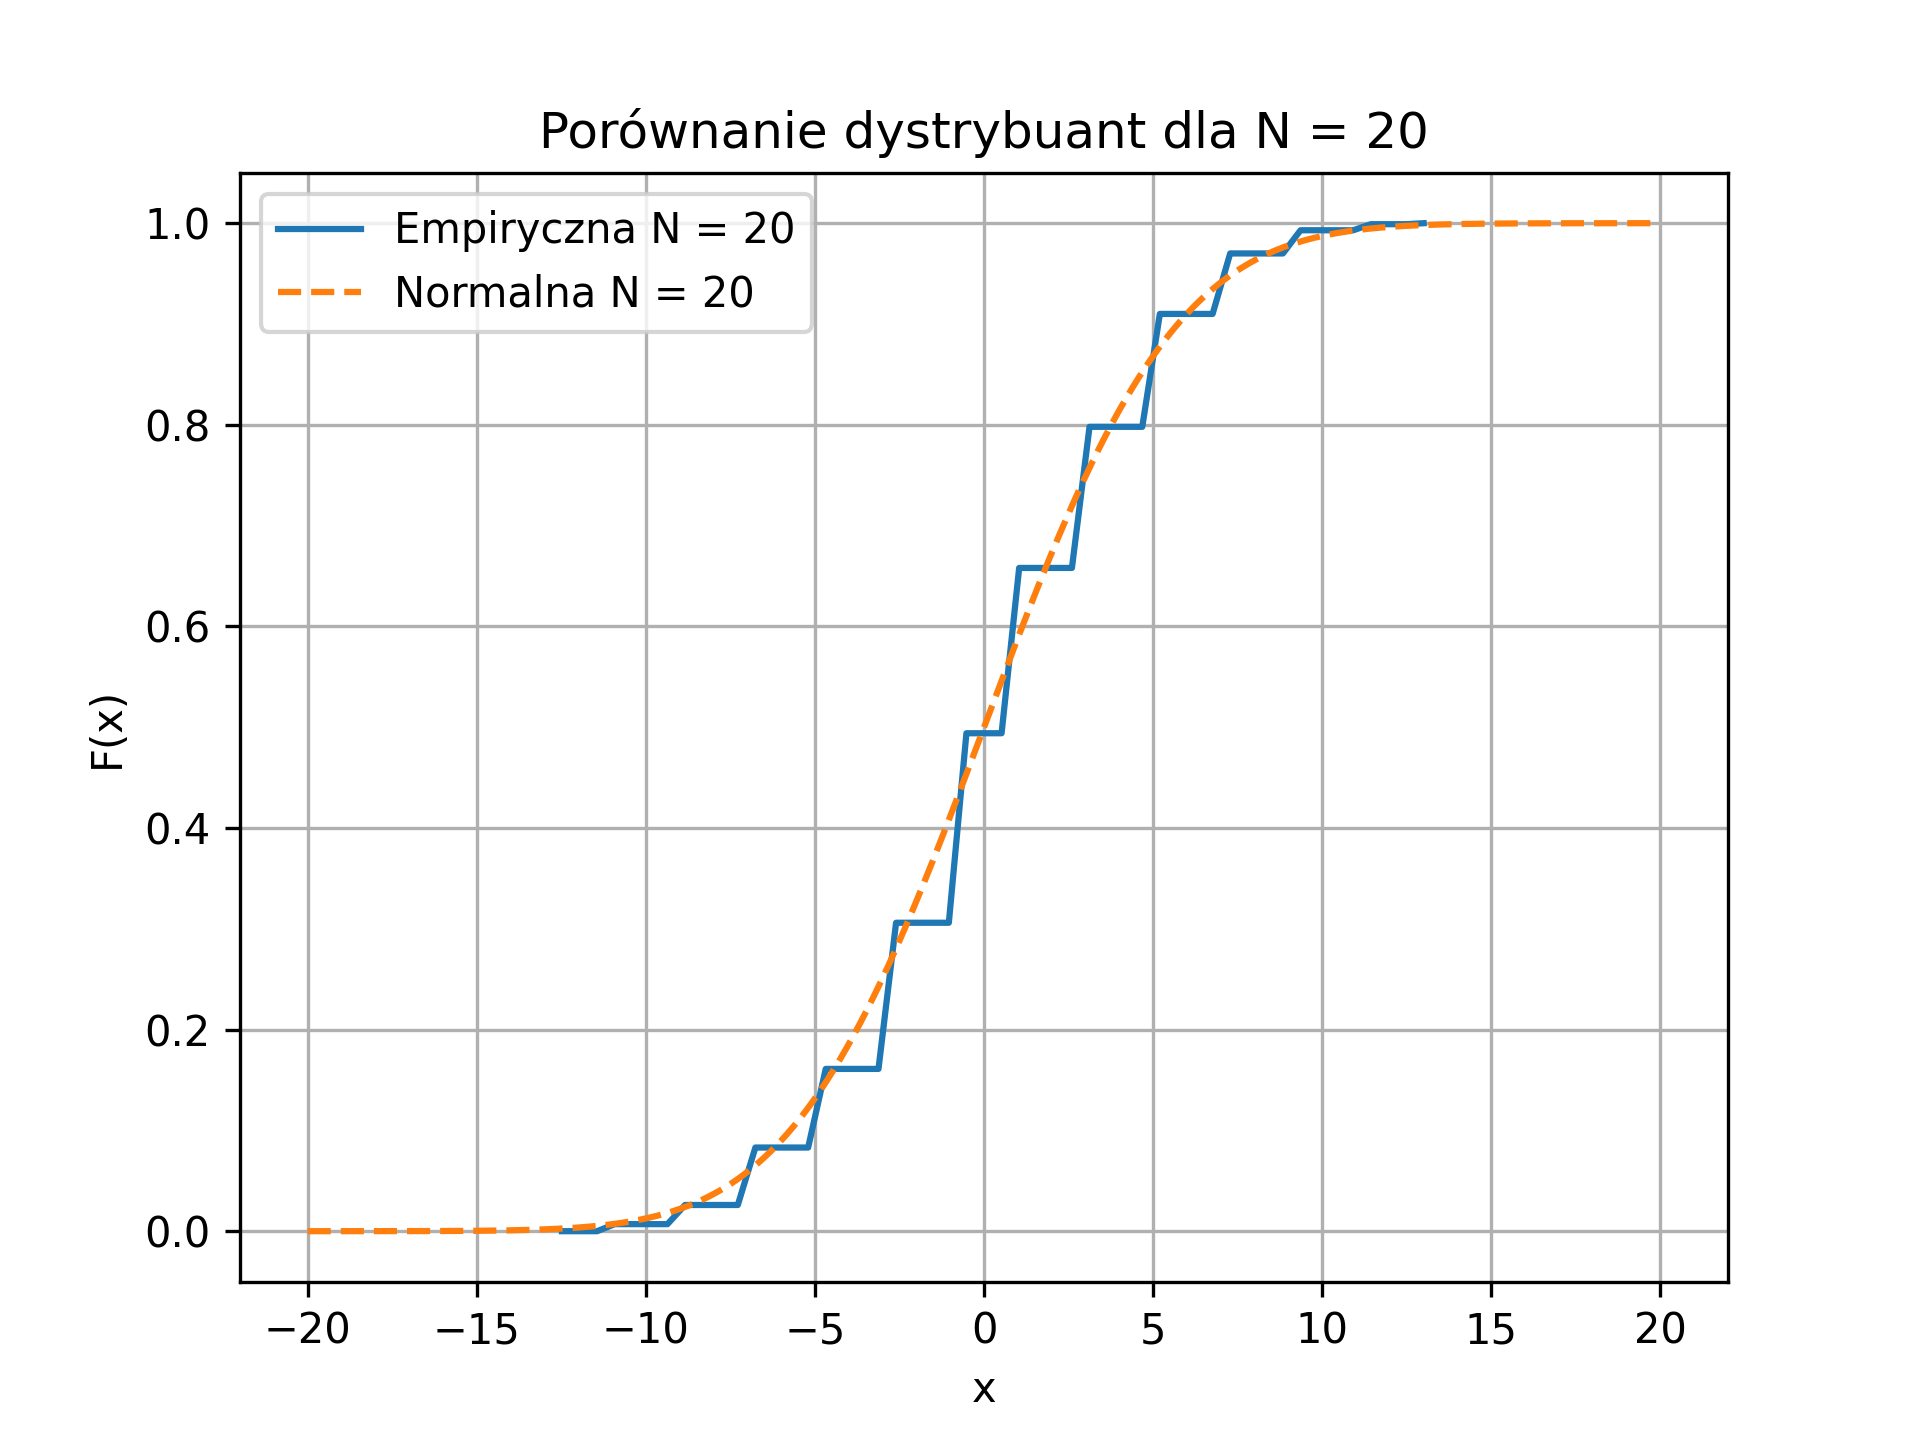 Porównanie dystrybuant dla N = 20
Empiryczna N = 20
Normalna N = 20
1.0
0.8
0.6
0.4
0.2
0.0
F(x)
−20 −15 −10 −5 0 5 10 15 20
x